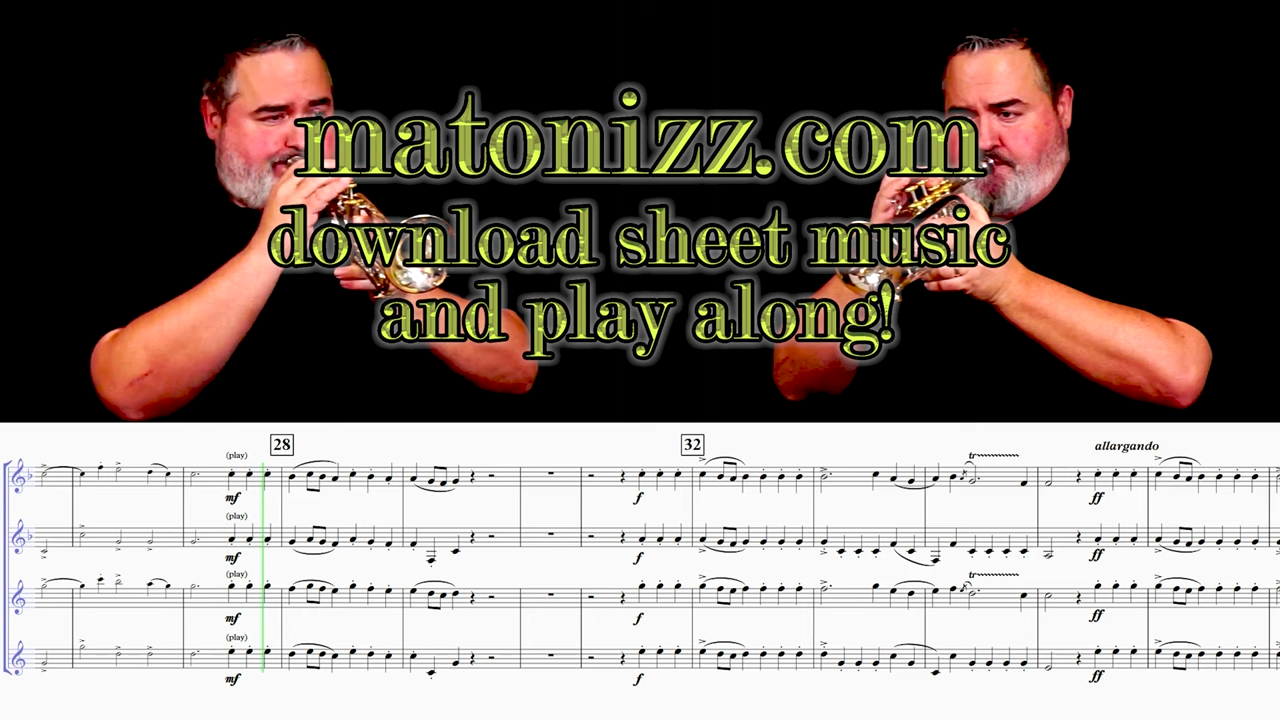 matonizz.com
download sheet music
and play along!
28
32
allargando
(play)
tr
mf
f
ff
(play)
mf
f
ff
(play)
tr
mf
f
ff
(play)
mf
f
ff